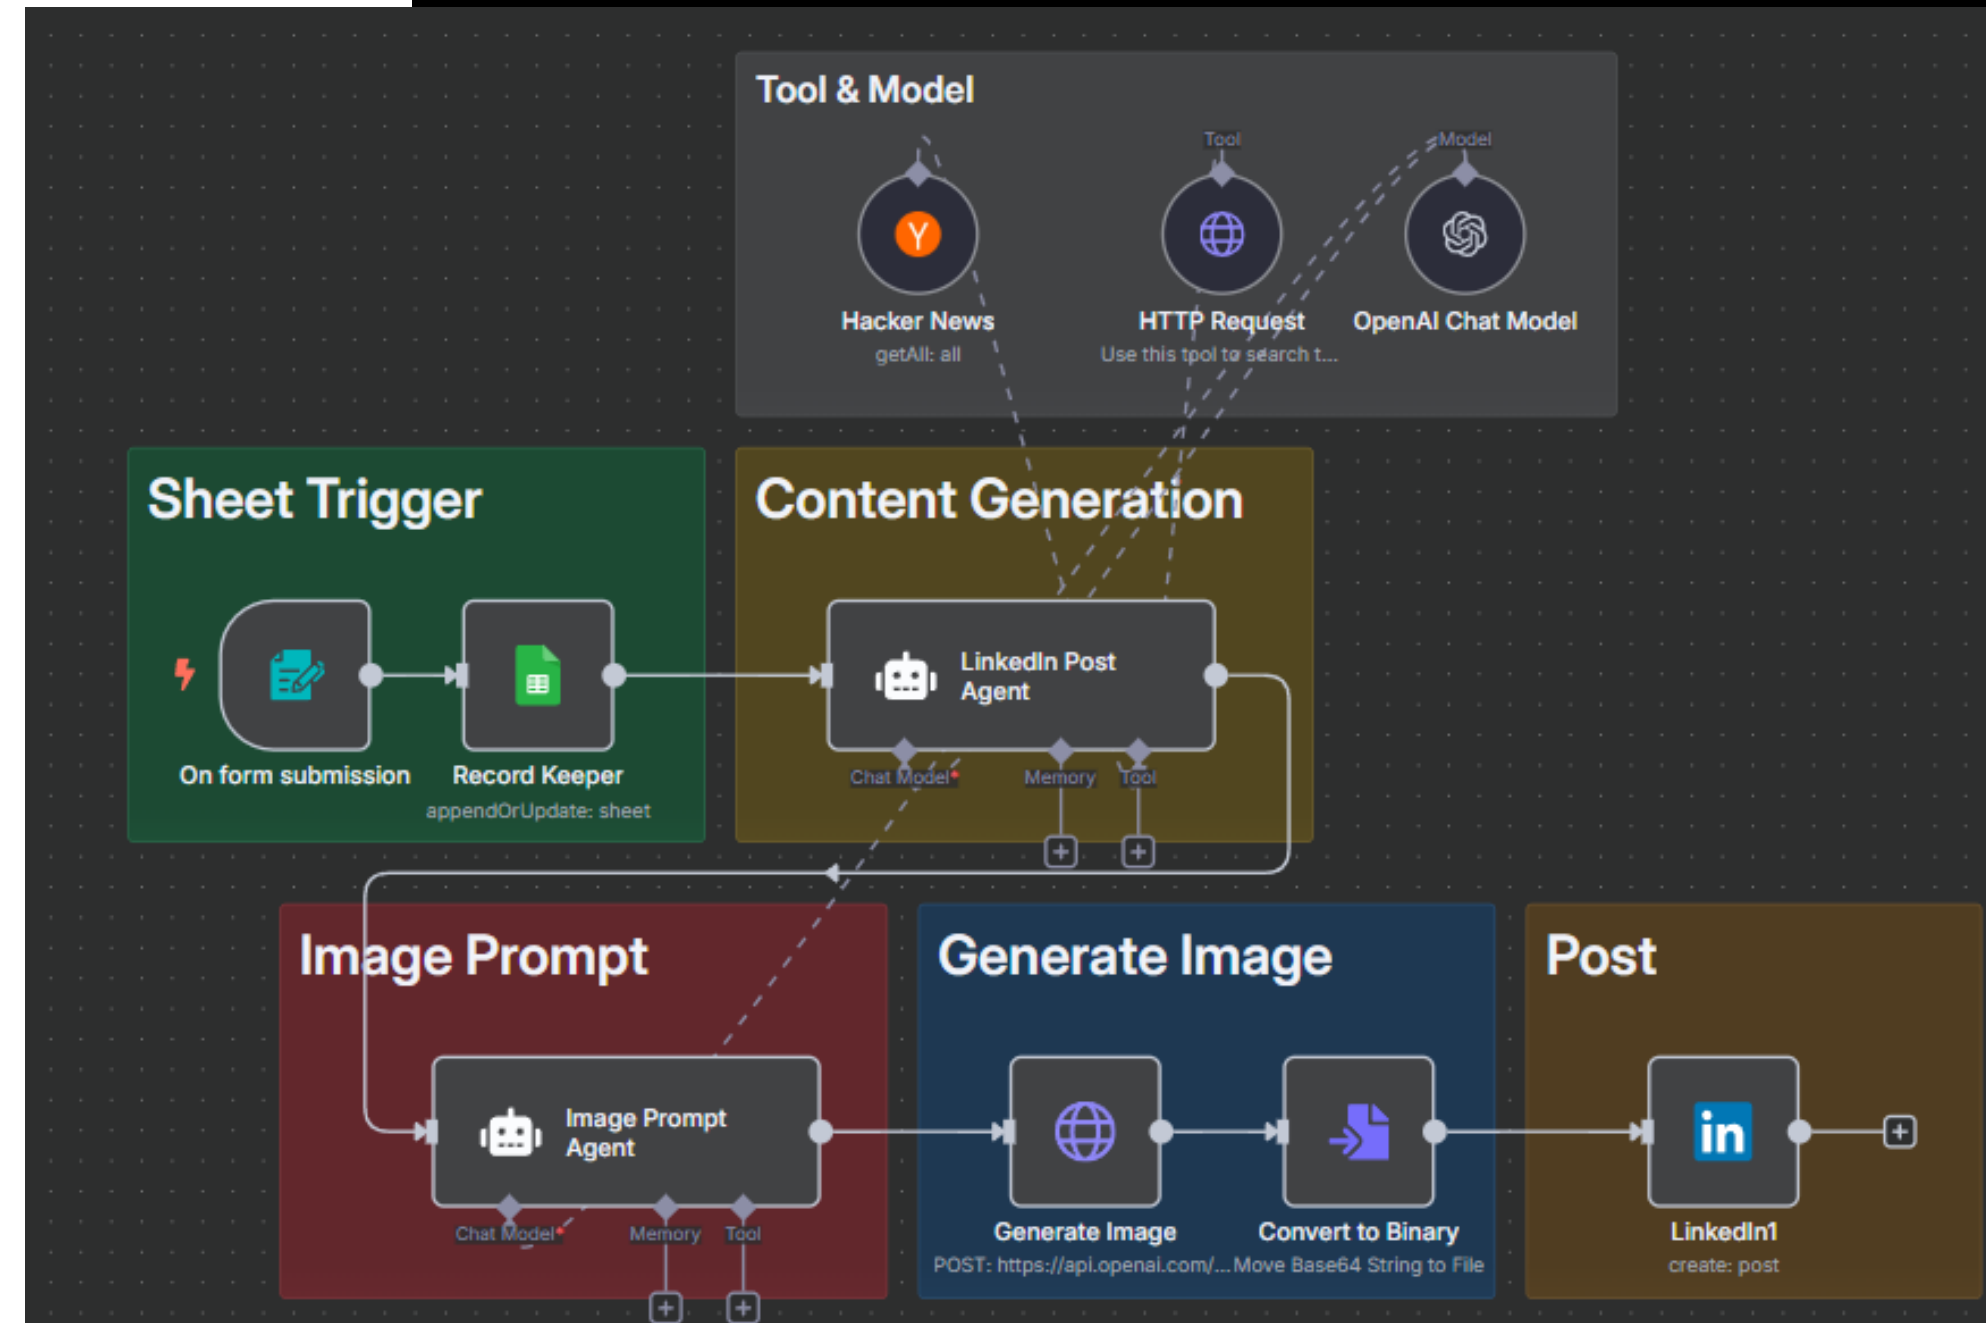 Tool & Model
Tool
Model
Hacker News
getAll: all
HTTP Request
Use this tool to search t...
OpenAI Chat Model
Sheet Trigger
On form submission
Record Keeper
appendOrUpdate: sheet
Content Generation
LinkedIn Post
Agent
Chat Model*
Memory
Tool
Image Prompt
Image Prompt
Agent
Chat Model*
Memory
Tool
Generate Image
Generate Image
POST: https://api.openai.com/...
Convert to Binary
Move Base64 String to File
Post
in
LinkedIn1
create: post